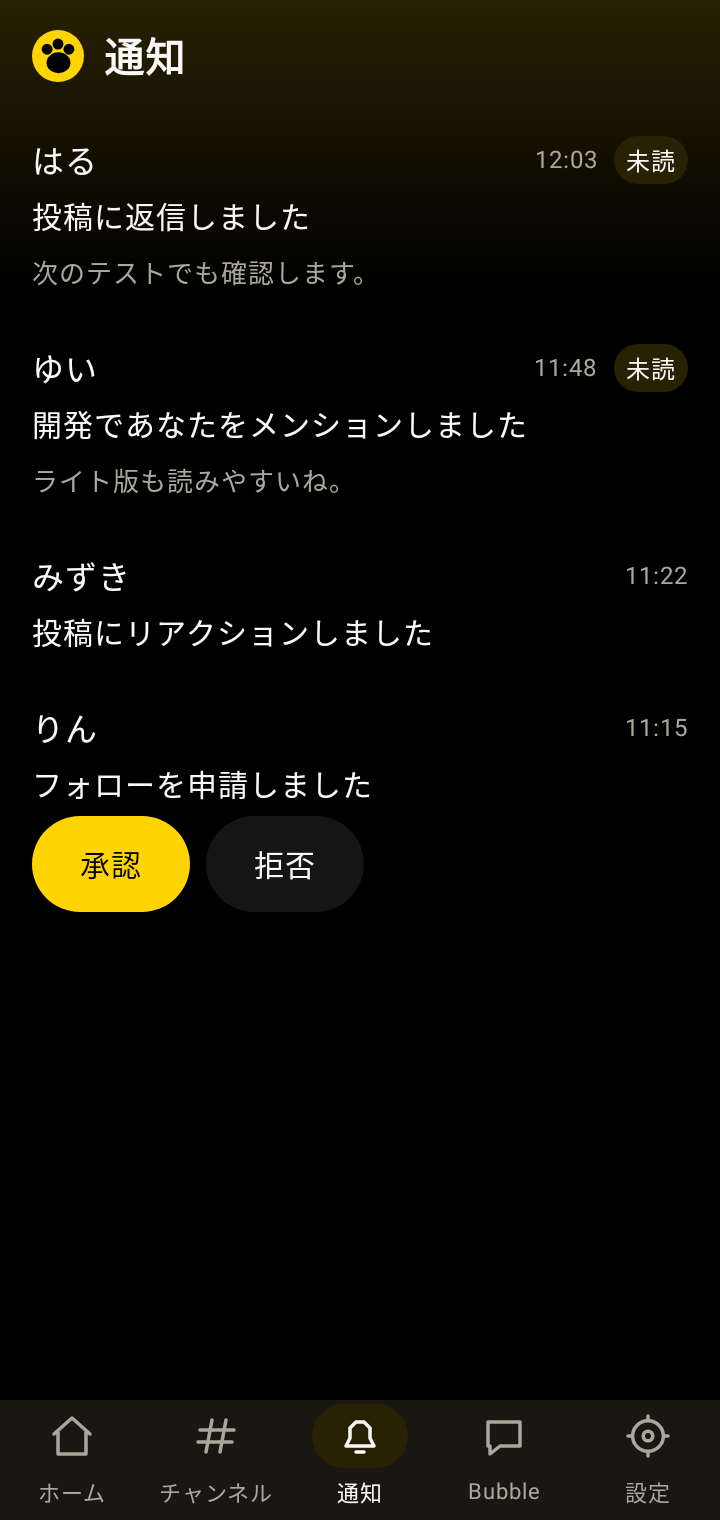 通知
はる 12:03 未読
投稿に返信しました
次のテストでも確認します。
ゆい 11:48 未読
開発であなたをメンションしました
ライト版も読みやすいね。
みずき 11:22
投稿にリアクションしました
りん 11:15
フォローを申請しました
承認 拒否
ホーム チャンネル 通知 Bubble 設定